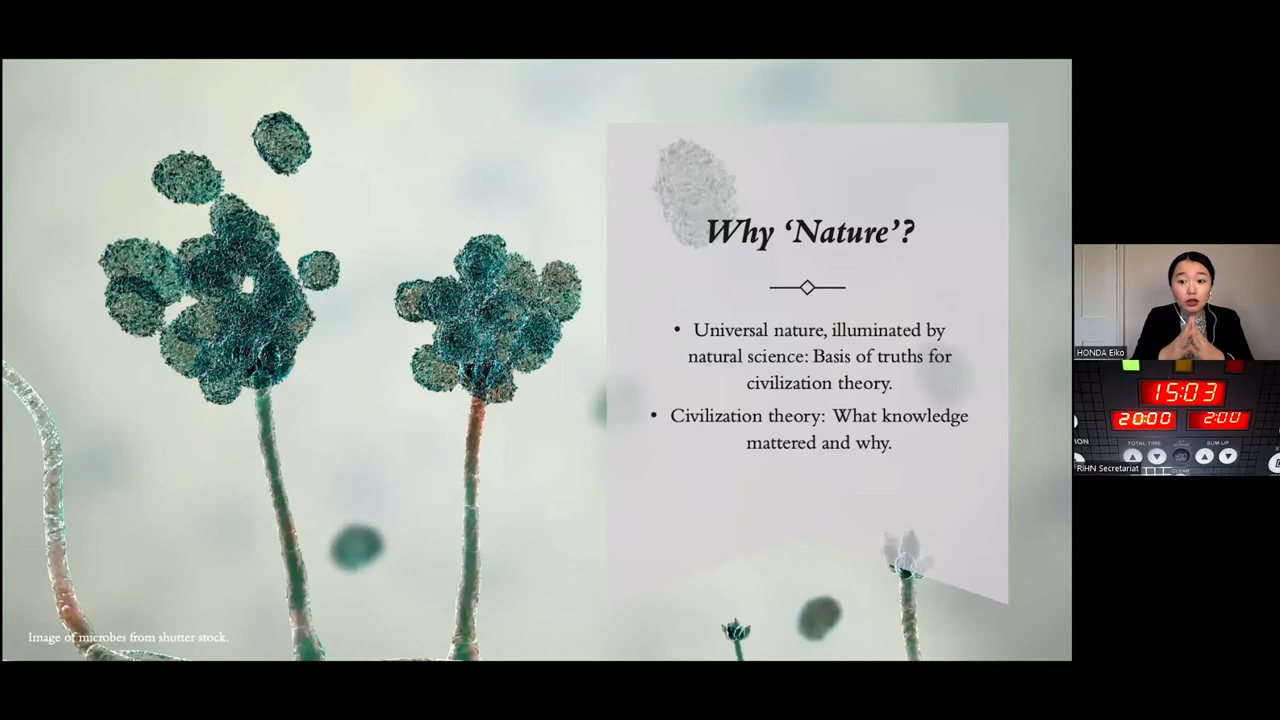 Why ‘Nature’?
• Universal nature, illuminated by
natural science: Basis of truths for
civilization theory.
• Civilization theory: What knowledge
mattered and why.
Image of microbes from shutter stock.
HONDA Eiko
15:03
20:00 2:00
TOTAL TIME SUM-UP
CLEAR
RIHN Secretariat